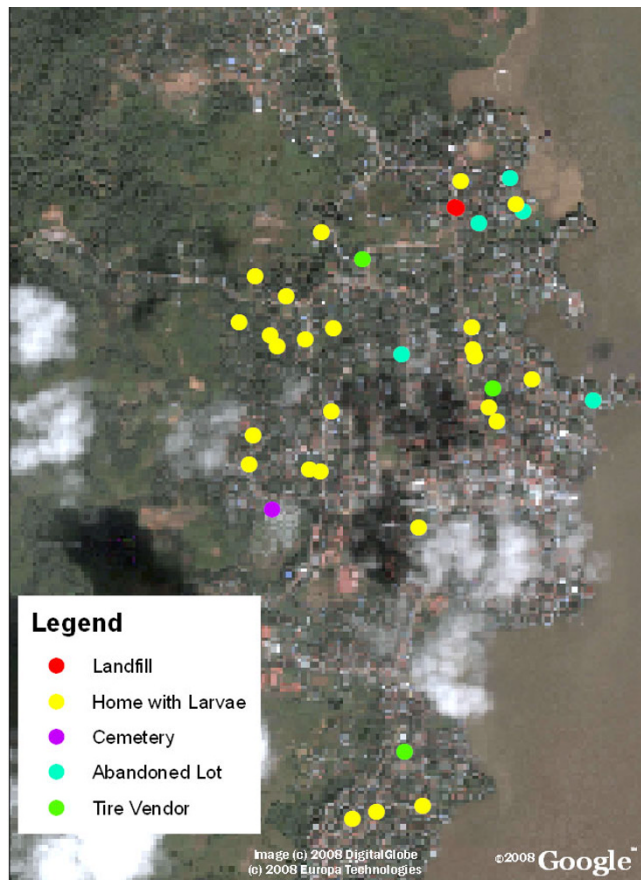 Legend
Landfill
Home with Larvae
Cemetery
Abandoned Lot
Tire Vendor
Image (c) 2008 DigitalGlobe
(c) 2008 Europa Technologies
©2008 Google™